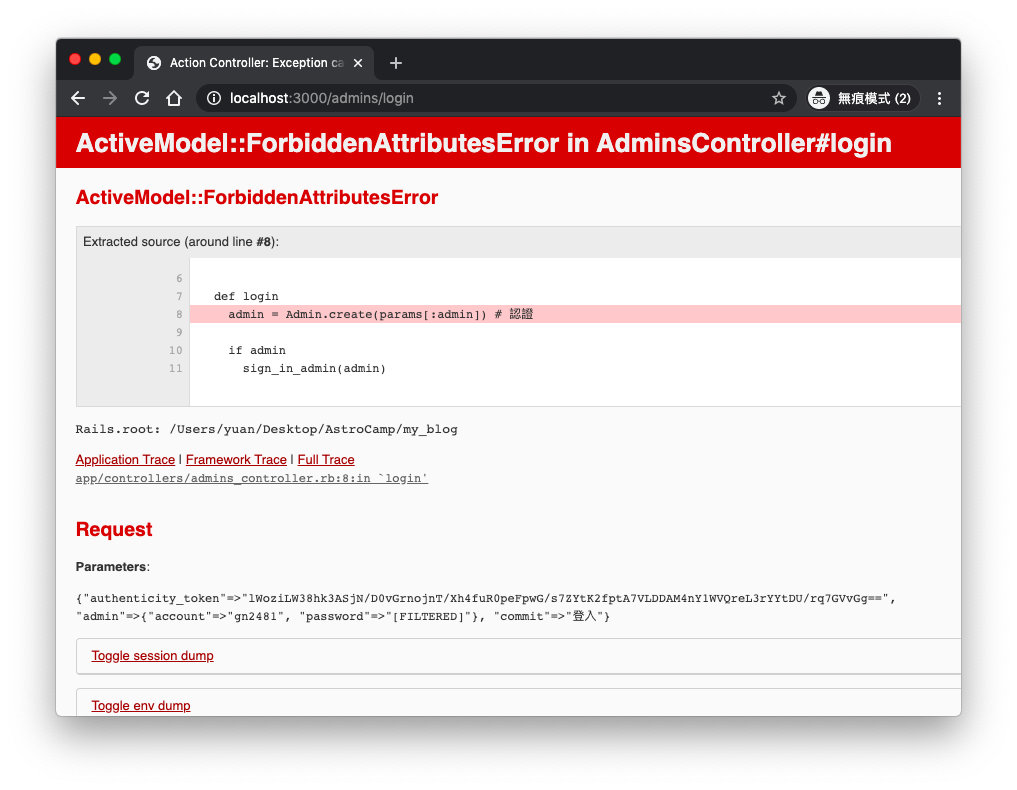 Action Controller: Exception ca
localhost:3000/admins/login
無痕模式 (2)
ActiveModel::ForbiddenAttributesError in AdminsController#login
ActiveModel::ForbiddenAttributesError
Extracted source (around line #8):
6
7 def login
8 admin = Admin.create(params[:admin]) # 認證
9
10 if admin
11 sign_in_admin(admin)
Rails.root: /Users/yuan/Desktop/AstroCamp/my_blog
Application Trace | Framework Trace | Full Trace
app/controllers/admins_controller.rb:8:in `login'
Request
Parameters:
{"authenticity_token"=>"lWoziLW38hk3ASjN/D0vGrnojnT/Xh4fuR0peFpwG/s7ZYtK2fptA7VLDDAM4nY1WVQreL3rYYtDU/rq7GVvGg==",
"admin"=>{"account"=>"gn2481", "password"=>"[FILTERED]"}, "commit"=>"登入"}
Toggle session dump
Toggle env dump